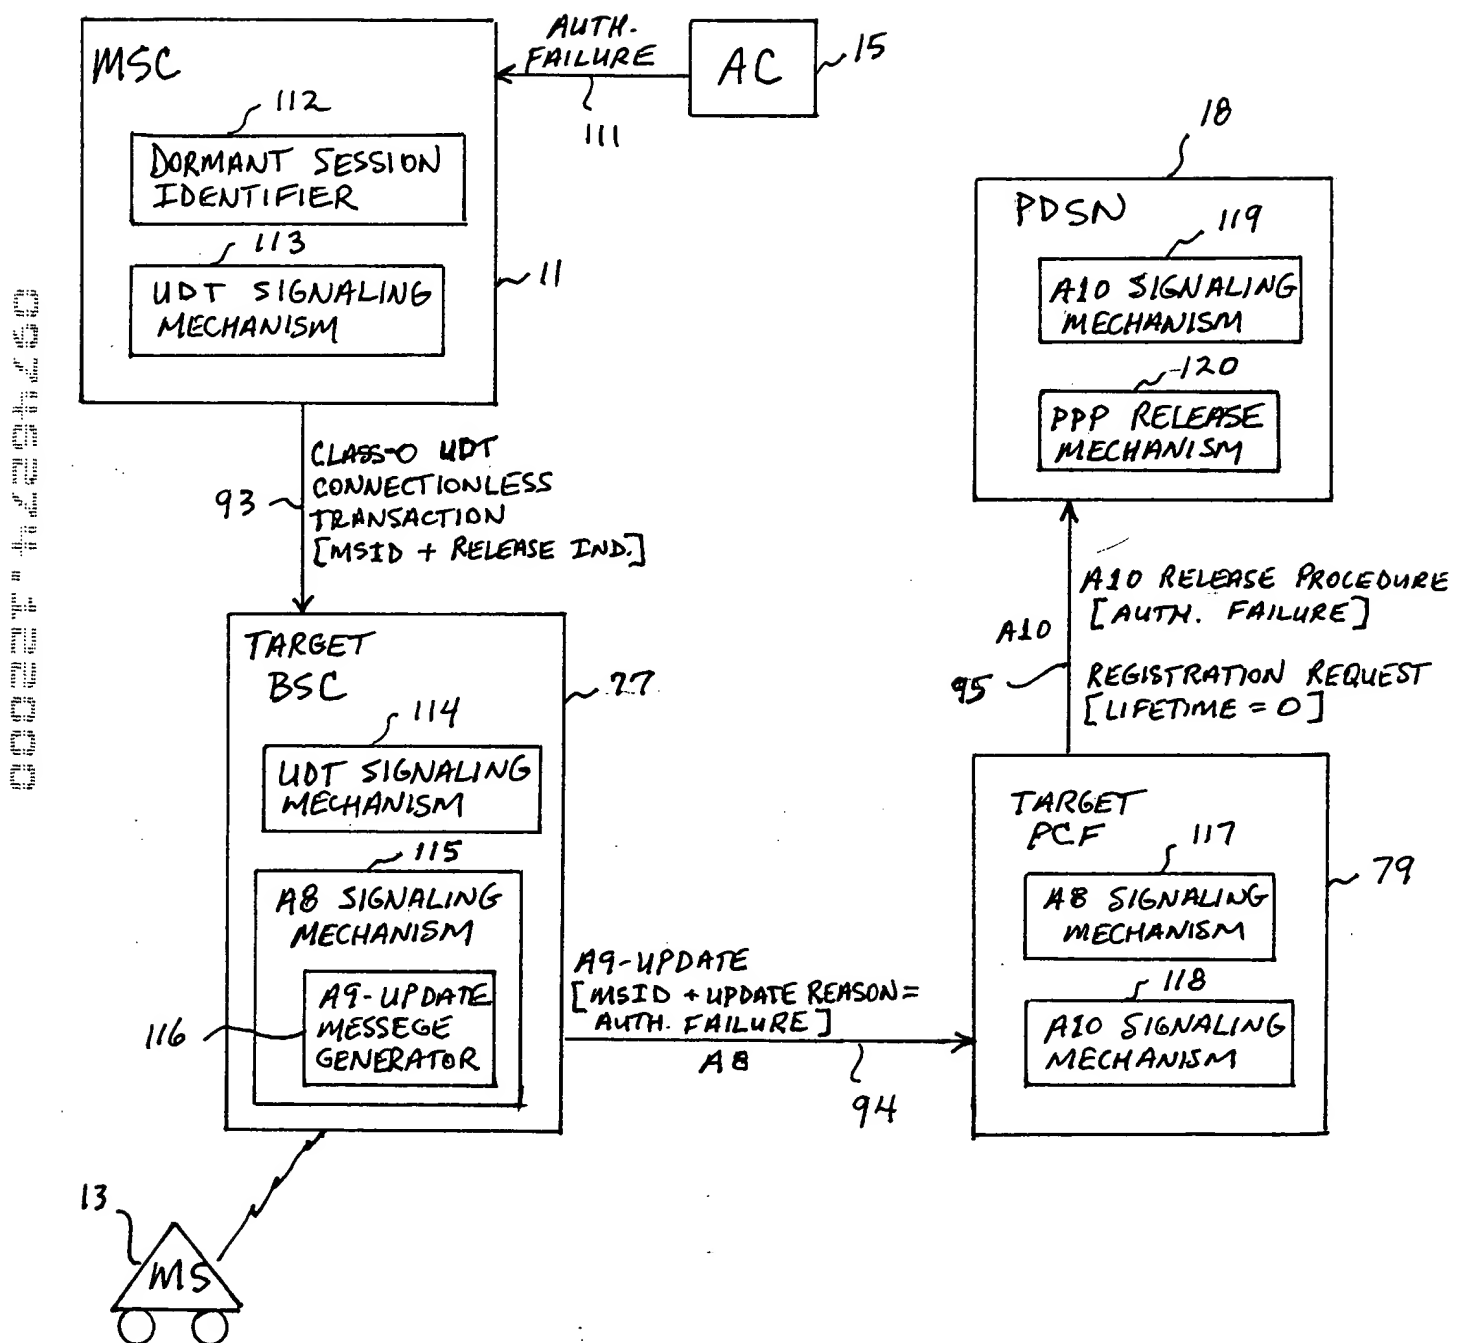 MSC
112
DORMANT SESSION
IDENTIFIER
113
UDT SIGNALING
MECHANISM
11
AUTH.
FAILURE
111
AC
15
18
PDSN
119
A10 SIGNALING
MECHANISM
120
PPP RELEASE
MECHANISM
93
CLASS-0 UDT
CONNECTIONLESS
TRANSACTION
[MSID + RELEASE IND.]
A10
95
A10 RELEASE PROCEDURE
[AUTH. FAILURE]
REGISTRATION REQUEST
[LIFETIME = 0]
TARGET
BSC
77
114
UDT SIGNALING
MECHANISM
115
A8 SIGNALING
MECHANISM
116
A9-UPDATE
MESSEGE
GENERATOR
A9-UPDATE
[MSID + UPDATE REASON =
AUTH. FAILURE]
A8
94
TARGET
PCF
79
117
A8 SIGNALING
MECHANISM
118
A10 SIGNALING
MECHANISM
13
MS